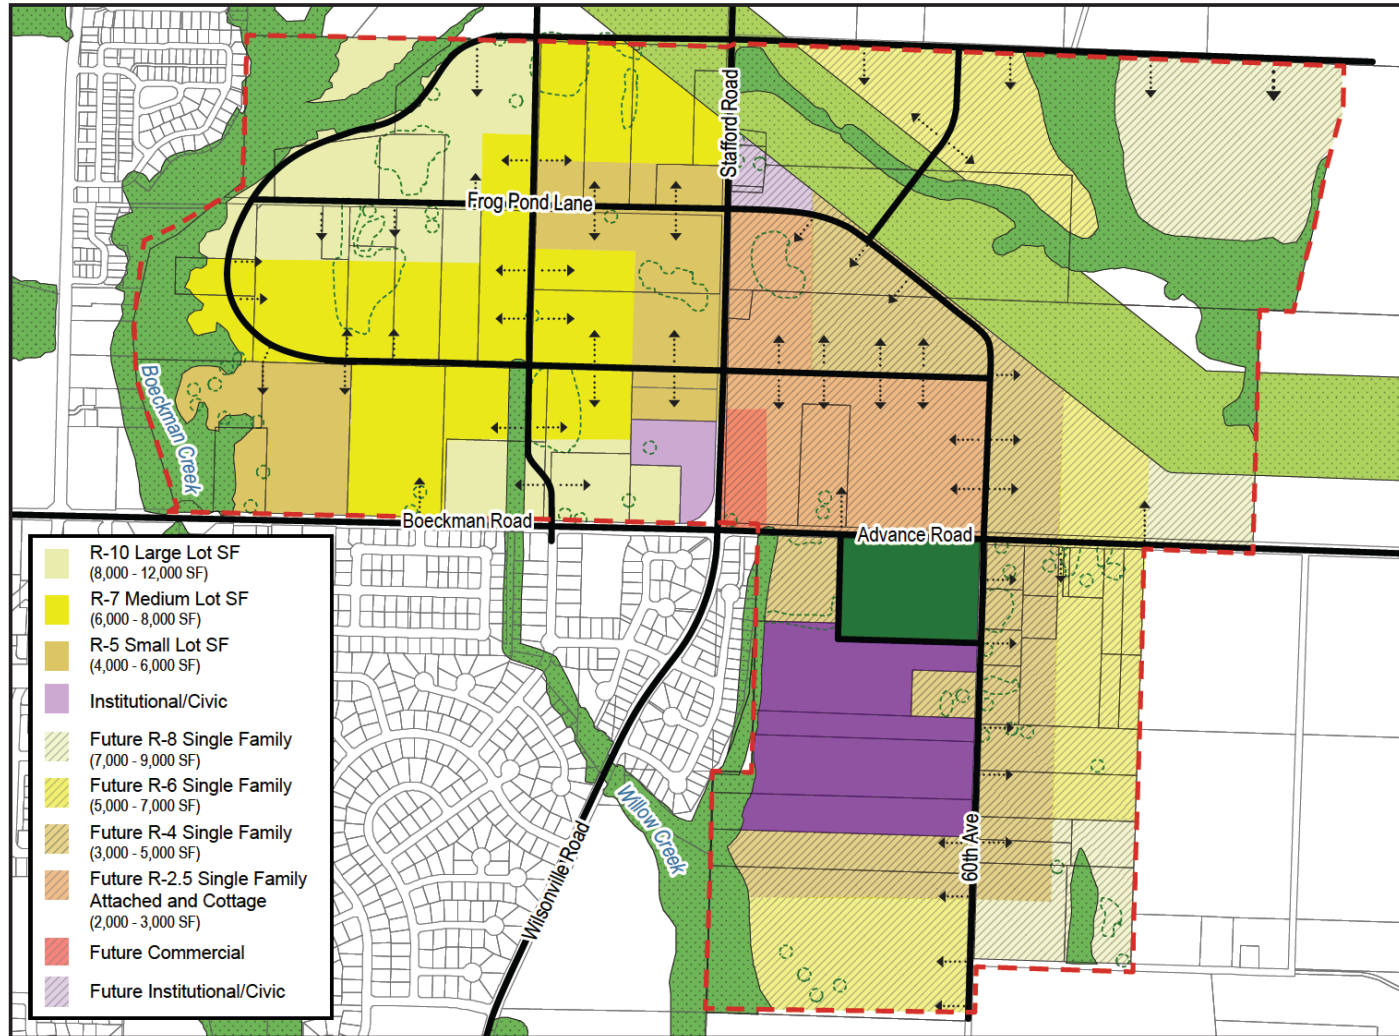 Stafford Road
Frog Pond Lane
Boeckman Creek
Boeckman Road
Advance Road
60th Ave
Willow Creek
Wilsonville Road
R-10 Large Lot SF
(8,000 - 12,000 SF)
R-7 Medium Lot SF
(6,000 - 8,000 SF)
R-5 Small Lot SF
(4,000 - 6,000 SF)
Institutional/Civic
Future R-8 Single Family
(7,000 - 9,000 SF)
Future R-6 Single Family
(5,000 - 7,000 SF)
Future R-4 Single Family
(3,000 - 5,000 SF)
Future R-2.5 Single Family
Attached and Cottage
(2,000 - 3,000 SF)
Future Commercial
Future Institutional/Civic